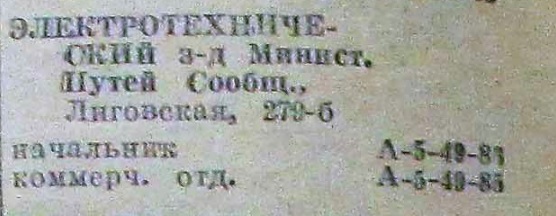 ЭЛЕКТРОТЕХНИЧЕ-
СКИЙ з-д Минист.
Путей Сообщ.,
Лиговская, 279-б
начальник А-5-49-83
коммерч. отд. А-5-49-85